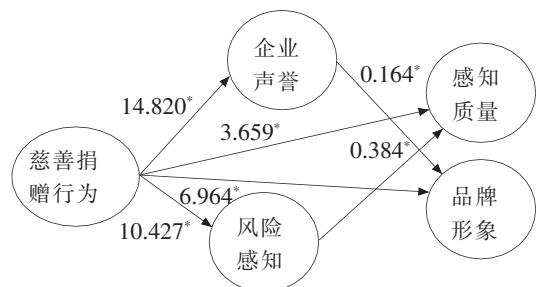 企业
声誉
0.164*
感知
质量
14.820*
3.659*
0.384*
慈善捐
赠行为
6.964*
品牌
形象
10.427*
风险
感知